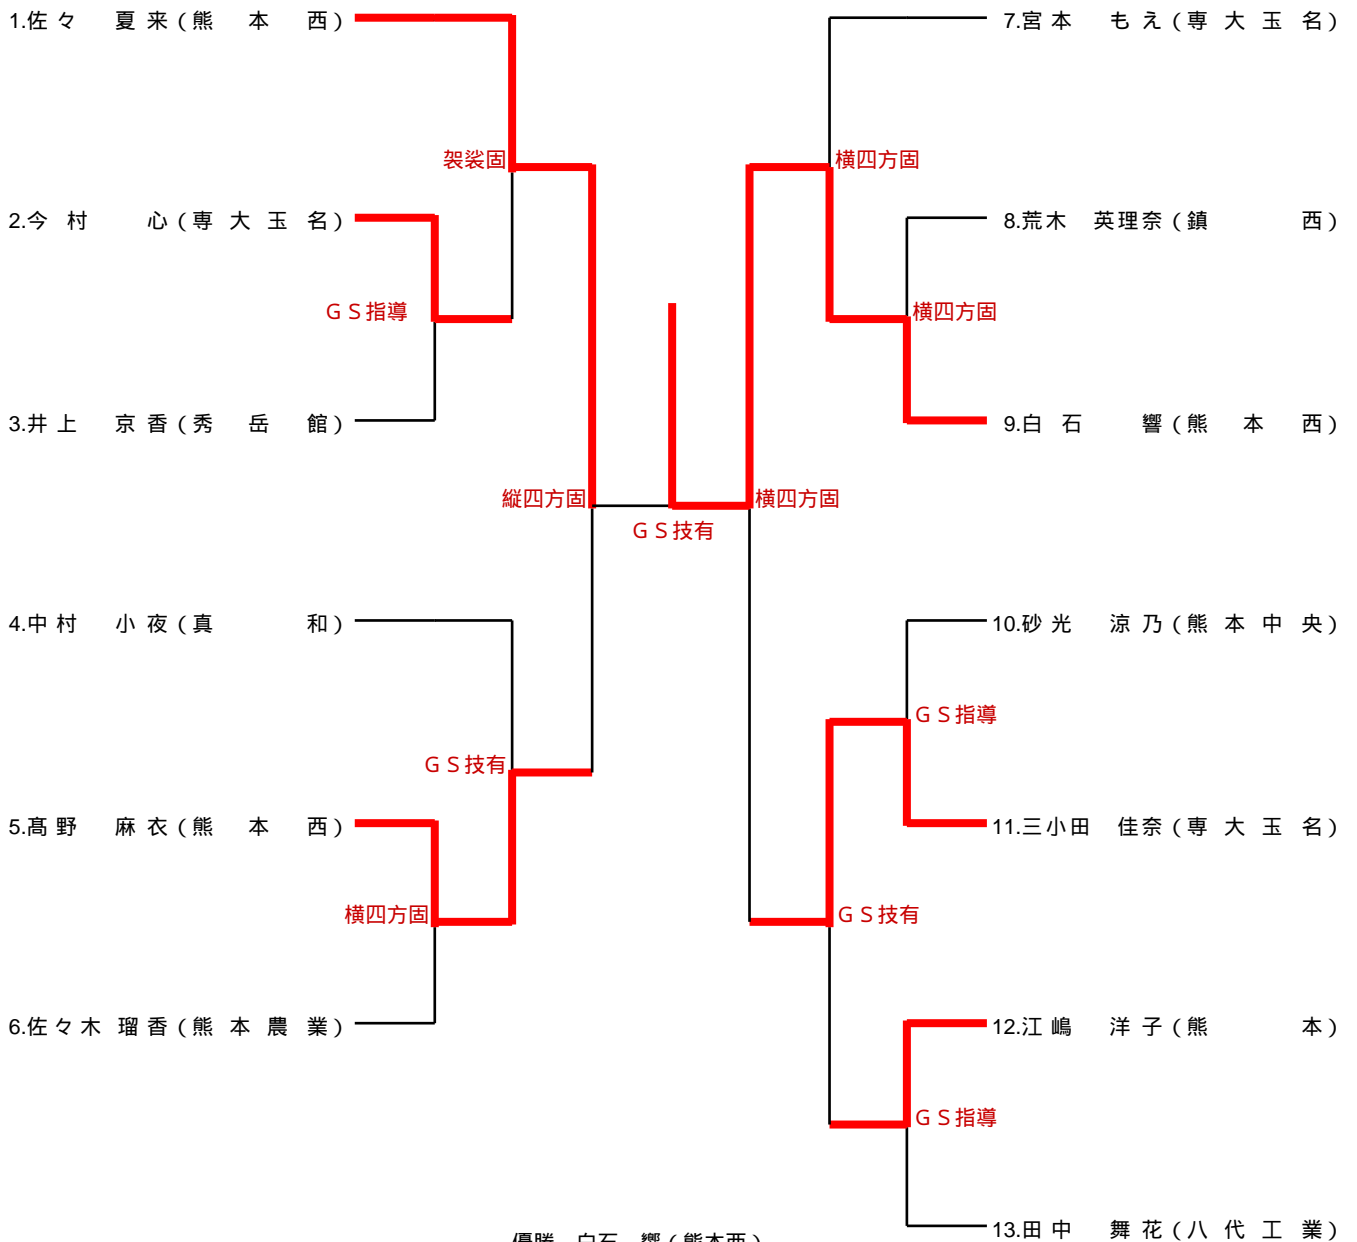 1.佐々 夏来(熊本西)
袈裟固
2.今村 心(専大玉名)
GS指導
3.井上 京香(秀岳館)
縦四方固
4.中村 小夜(真和)
GS技有
5.髙野 麻衣(熊本西)
横四方固
6.佐々木 瑠香(熊本農業)
GS技有
7.宮本 もえ(専大玉名)
横四方固
8.荒木 英理奈(鎮西)
横四方固
9.白石 響(熊本西)
横四方固
10.砂光 涼乃(熊本中央)
GS指導
11.三小田 佳奈(専大玉名)
GS技有
12.江嶋 洋子(熊本)
GS指導
13.田中 舞花(八代工業)
優勝 白石 響(熊本西)